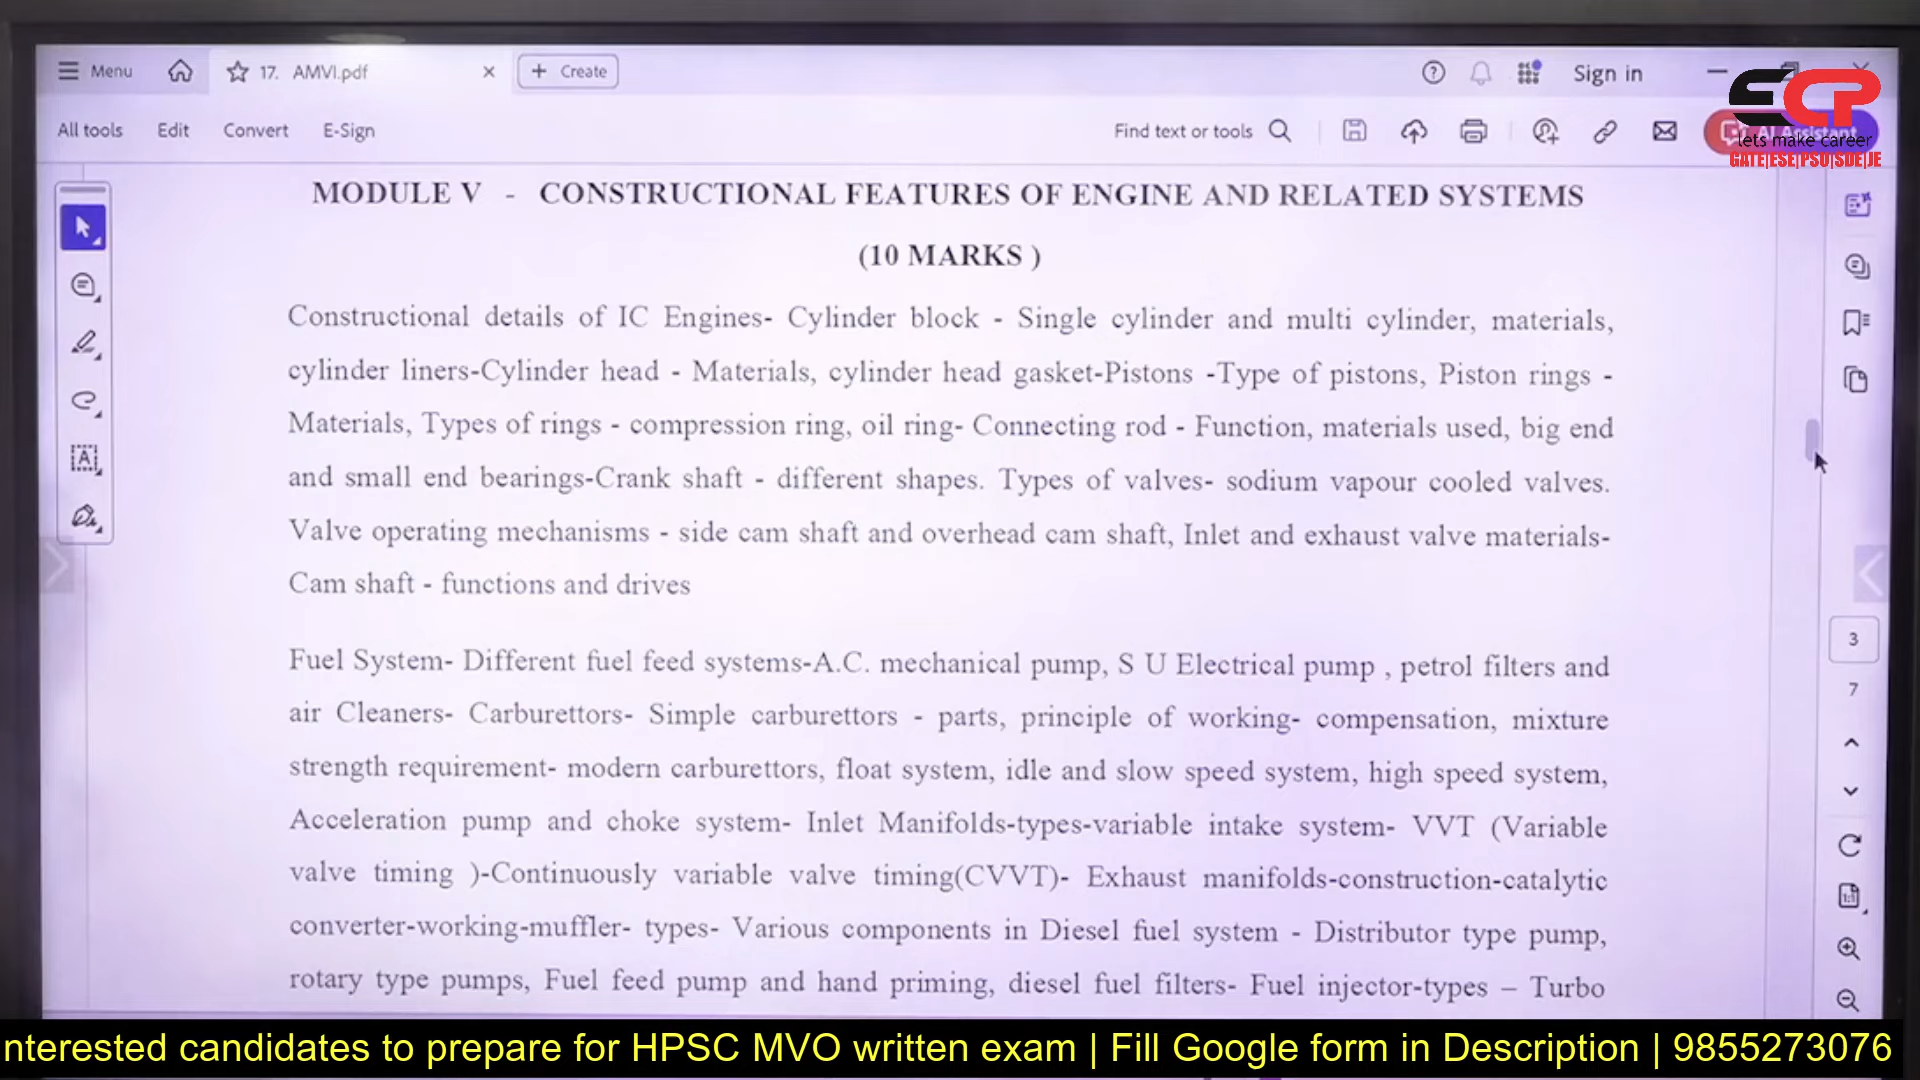 Menu
17. AMVI.pdf
Create
Sign in
All tools
Edit
Convert
E-Sign
Find text or tools
AI Assistant
SCP
lets make career
GATE|ESE|PSU|SDE|JE
MODULE V - CONSTRUCTIONAL FEATURES OF ENGINE AND RELATED SYSTEMS
(10 MARKS )
Constructional details of IC Engines- Cylinder block - Single cylinder and multi cylinder, materials,
cylinder liners-Cylinder head - Materials, cylinder head gasket-Pistons -Type of pistons, Piston rings -
Materials, Types of rings - compression ring, oil ring- Connecting rod - Function, materials used, big end
and small end bearings-Crank shaft - different shapes. Types of valves- sodium vapour cooled valves.
Valve operating mechanisms - side cam shaft and overhead cam shaft, Inlet and exhaust valve materials-
Cam shaft - functions and drives
Fuel System- Different fuel feed systems-A.C. mechanical pump, S U Electrical pump , petrol filters and
air Cleaners- Carburettors- Simple carburettors - parts, principle of working- compensation, mixture
strength requirement- modern carburettors, float system, idle and slow speed system, high speed system,
Acceleration pump and choke system- Inlet Manifolds-types-variable intake system- VVT (Variable
valve timing )-Continuously variable valve timing(CVVT)- Exhaust manifolds-construction-catalytic
converter-working-muffler- types- Various components in Diesel fuel system - Distributor type pump,
rotary type pumps, Fuel feed pump and hand priming, diesel fuel filters- Fuel injector-types – Turbo
3
7
nterested candidates to prepare for HPSC MVO written exam | Fill Google form in Description | 9855273076